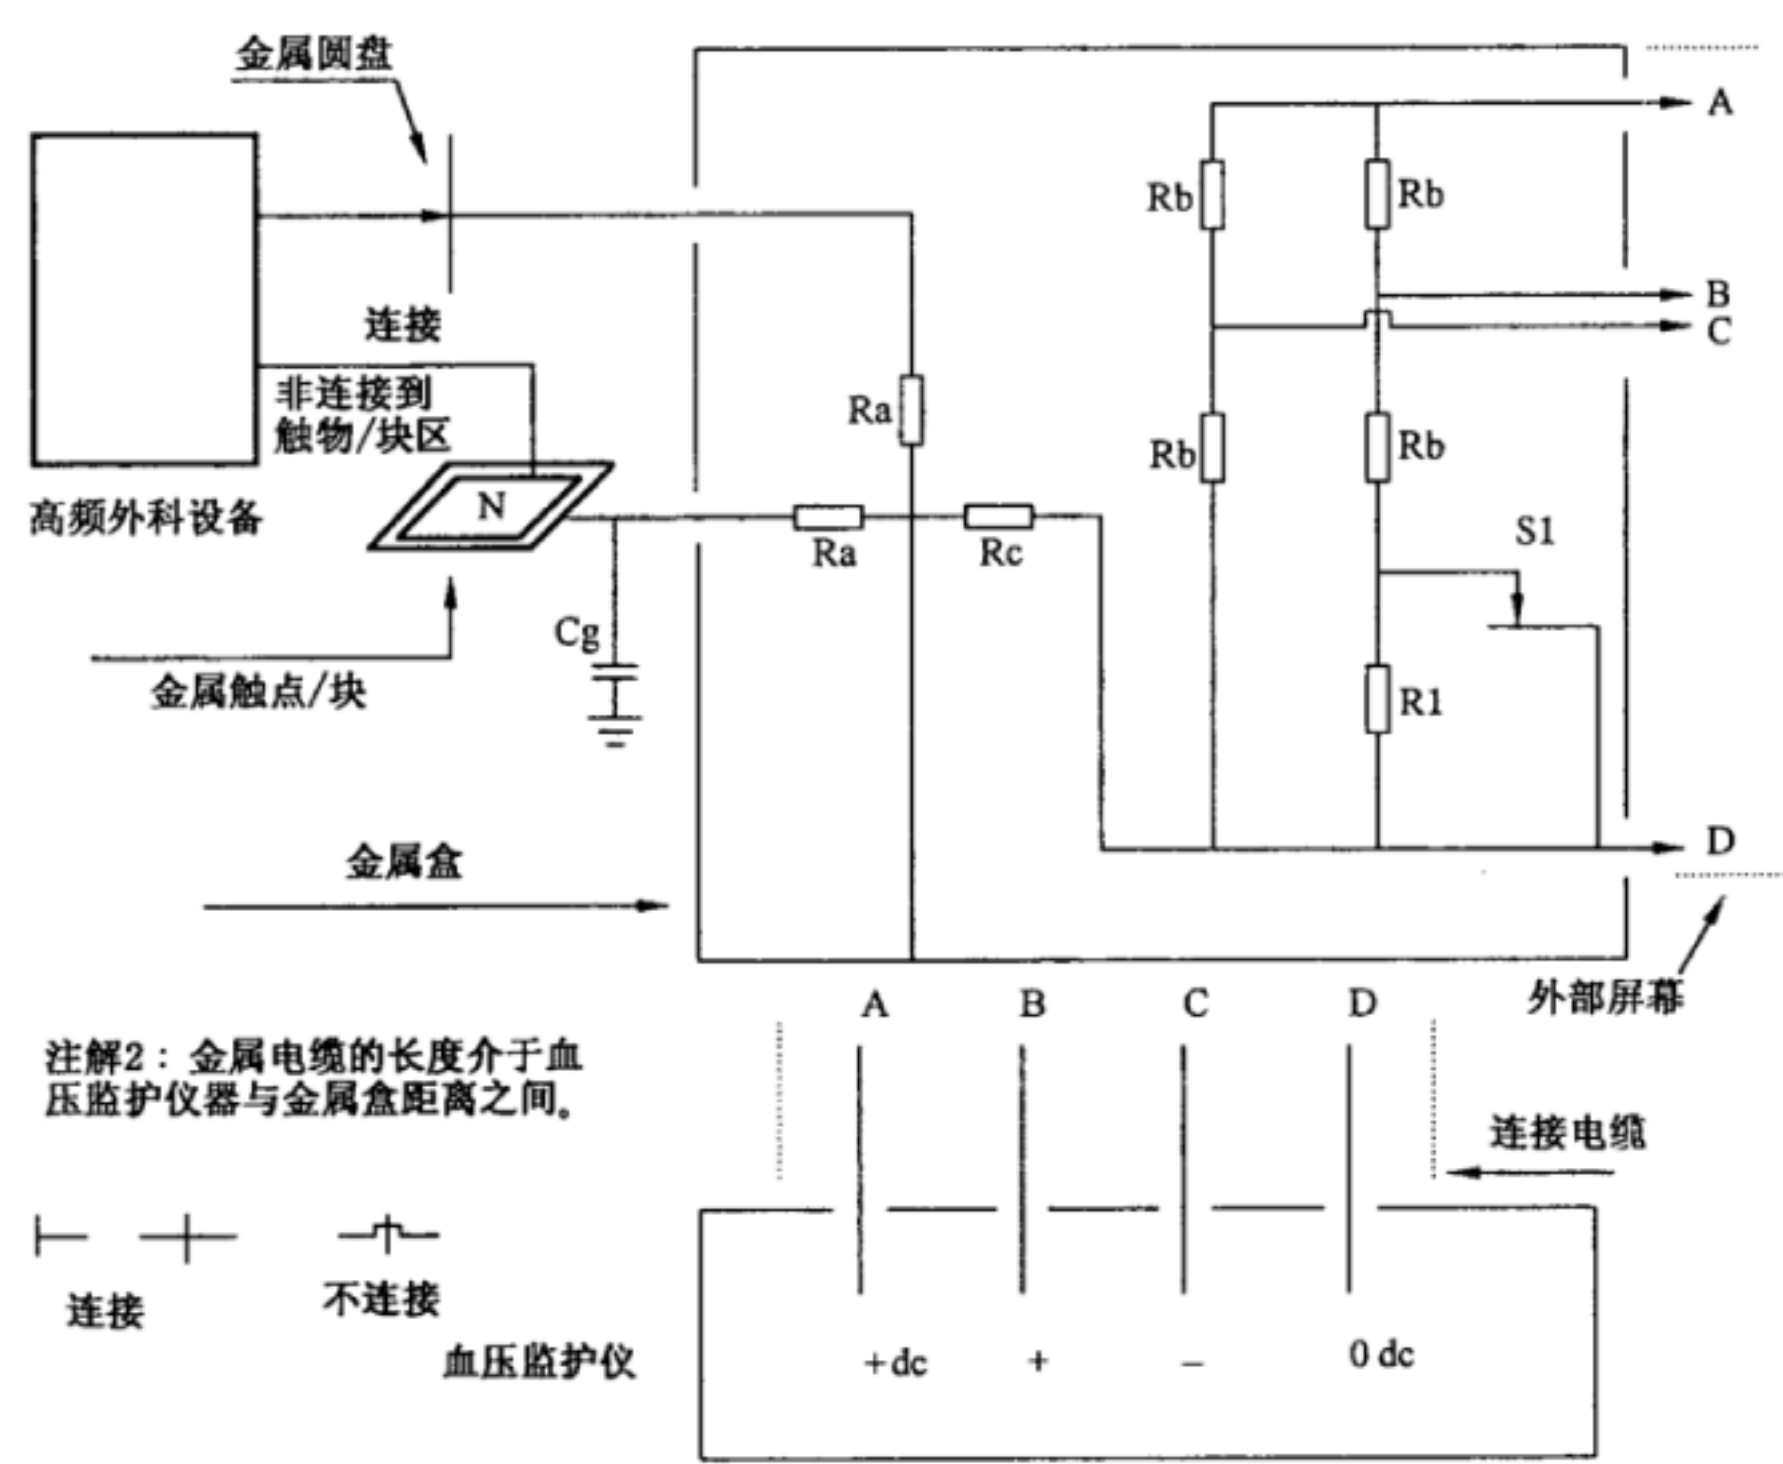 金属圆盘
A
Rb
Rb
B
C
连接
非连接到
触物/块区
Ra
Rb
Rb
N
高频外科设备
Ra
Rc
S1
Cg
金属触点/块
R1
D
金属盒
外部屏幕
A
B
C
D
注解2：金属电缆的长度介于血
压监护仪器与金属盒距离之间。
连接电缆
连接
不连接
血压监护仪
+dc
+
−
0 dc